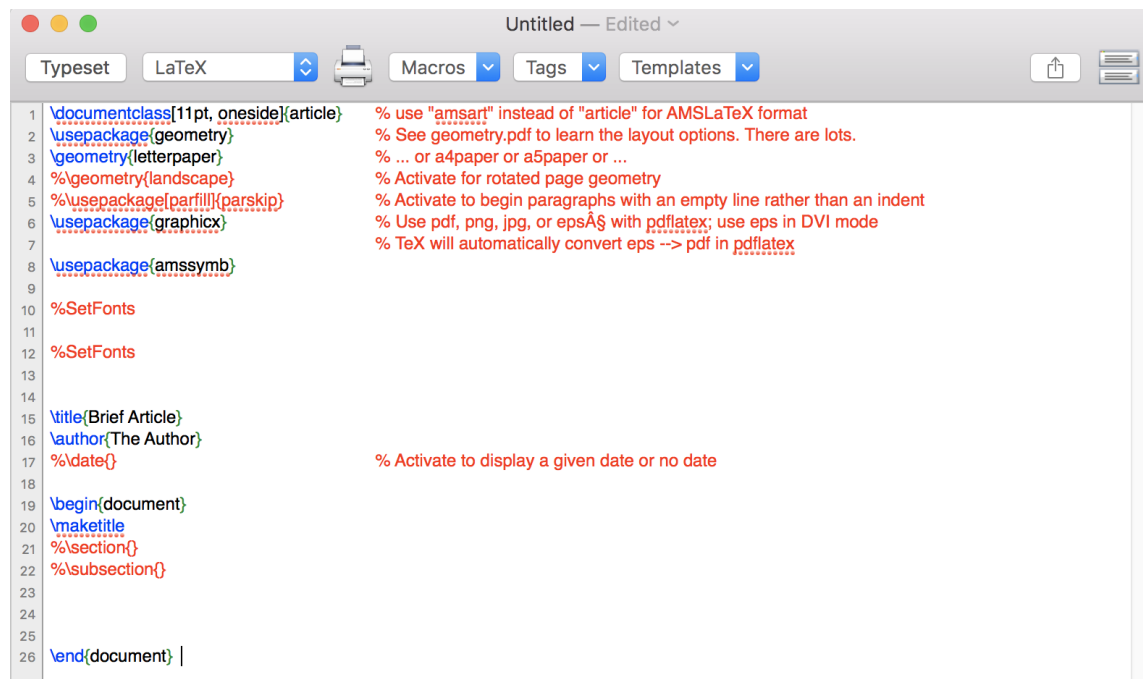 Untitled — Edited
Typeset LaTeX Macros Tags Templates
1 \documentclass[11pt, oneside]{article} % use "amsart" instead of "article" for AMSLaTeX format
2 \usepackage{geometry} % See geometry.pdf to learn the layout options. There are lots.
3 \geometry{letterpaper} % ... or a4paper or a5paper or ...
4 %\geometry{landscape} % Activate for rotated page geometry
5 %\usepackage[parfill]{parskip} % Activate to begin paragraphs with an empty line rather than an indent
6 \usepackage{graphicx} % Use pdf, png, jpg, or epsÂ§ with pdflatex; use eps in DVI mode
7 % TeX will automatically convert eps --> pdf in pdflatex
8 \usepackage{amssymb}
9
10 %SetFonts
11
12 %SetFonts
13
14
15 \title{Brief Article}
16 \author{The Author}
17 %\date{} % Activate to display a given date or no date
18
19 \begin{document}
20 \maketitle
21 %\section{}
22 %\subsection{}
23
24
25
26 \end{document}